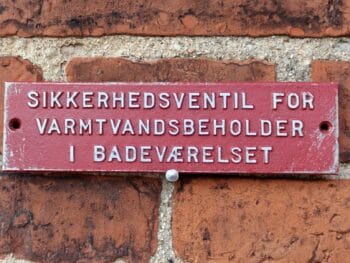 SIKKERHEDSVENTIL FOR
VARMTVANDSBEHOLDER
I BADEVÆRELSET